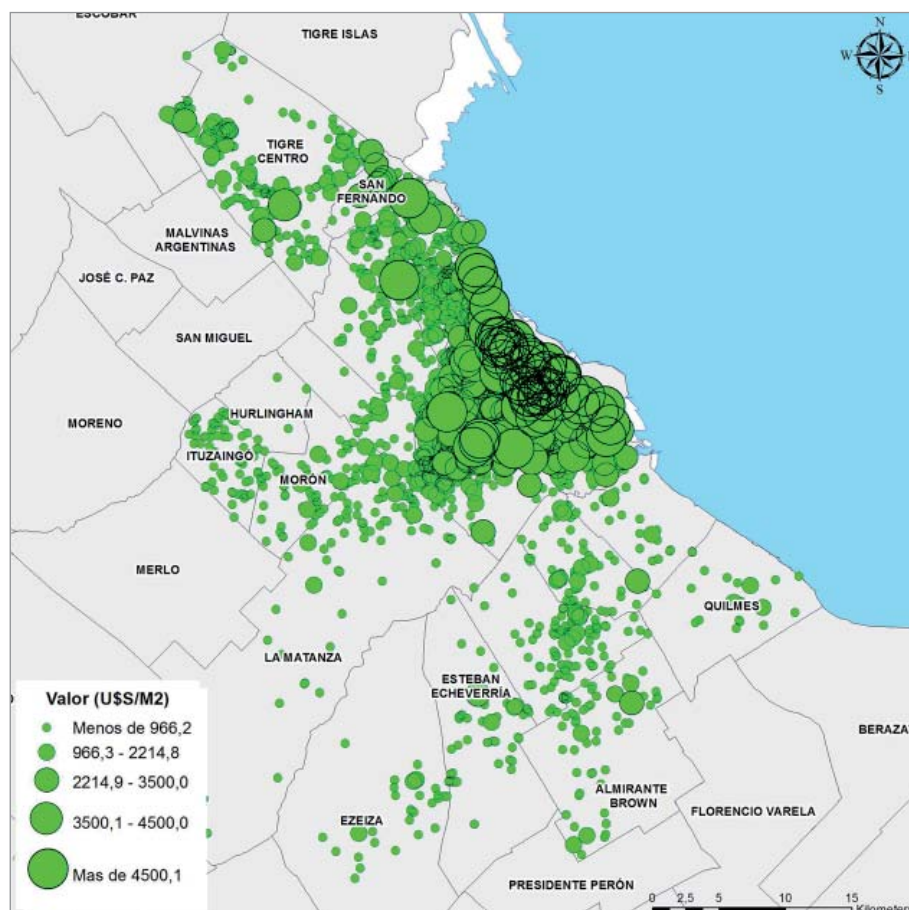 ESCOBAR
TIGRE ISLAS
N
W
E
S
TIGRE
CENTRO
SAN
FERNANDO
MALVINAS
ARGENTINAS
JOSÉ C. PAZ
SAN MIGUEL
MORENO
HURLINGHAM
ITUZAINGÓ
MORÓN
MERLO
QUILMES
LA MATANZA
ESTEBAN
ECHEVERRÍA
BERAZA
ALMIRANTE
BROWN
FLORENCIO VARELA
EZEIZA
PRESIDENTE PERÓN
Valor (U$S/M2)
Menos de 966,2
966,3 - 2214,8
2214,9 - 3500,0
3500,1 - 4500,0
Mas de 4500,1
0 2,5 5 10 15
Kilometer